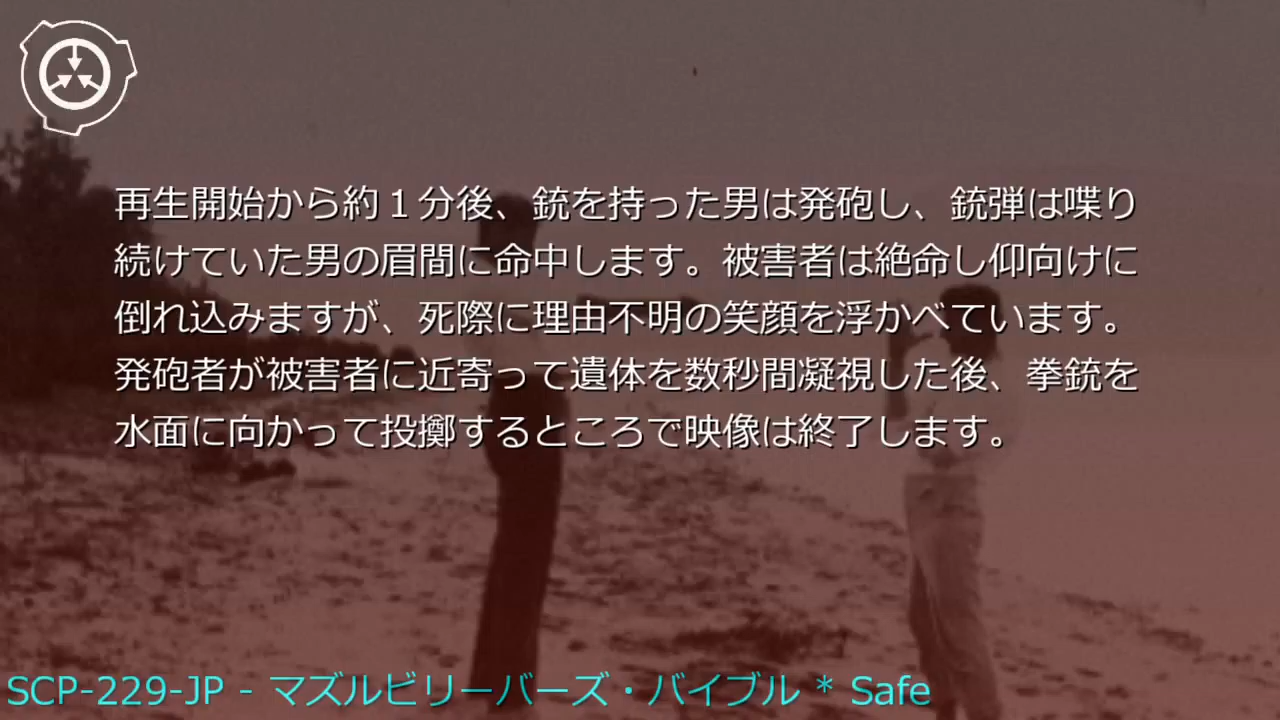 再生開始から約１分後、銃を持った男は発砲し、銃弾は喋り
続けていた男の眉間に命中します。被害者は絶命し仰向けに
倒れ込みますが、死際に理由不明の笑顔を浮かべています。
発砲者が被害者に近寄って遺体を数秒間凝視した後、拳銃を
水面に向かって投擲するところで映像は終了します。
SCP-229-JP - マズルビリーバーズ・バイブル * Safe